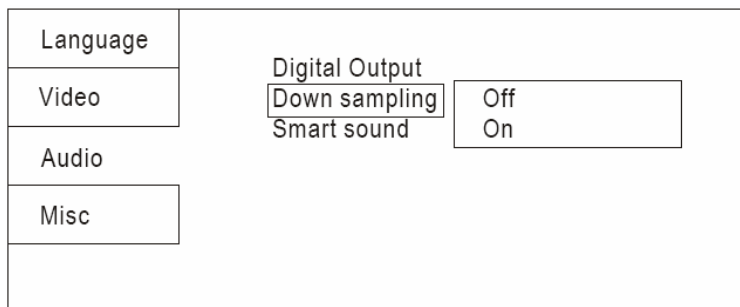 Language
Video
Audio
Misc
Digital Output
Down sampling
Smart sound
Off
On